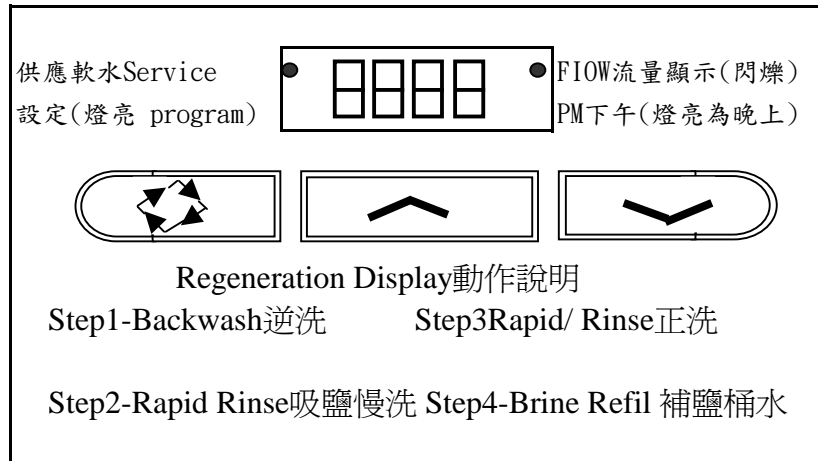 供應軟水Service
設定(燈亮 program)
8888
FIOW流量顯示(閃爍)
PM下午(燈亮為晚上)
Regeneration Display動作說明
Step1-Backwash逆洗 Step3Rapid/ Rinse正洗
Step2-Rapid Rinse吸鹽慢洗 Step4-Brine Refil 補鹽桶水